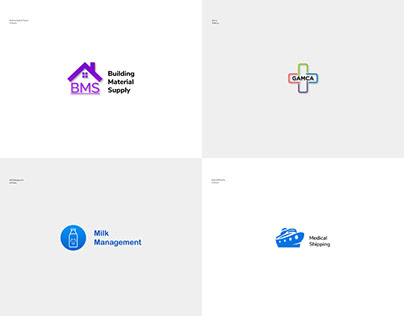 BMS
Building
Material
Supply
GAMCA
Milk
Management
Medical
Shipping